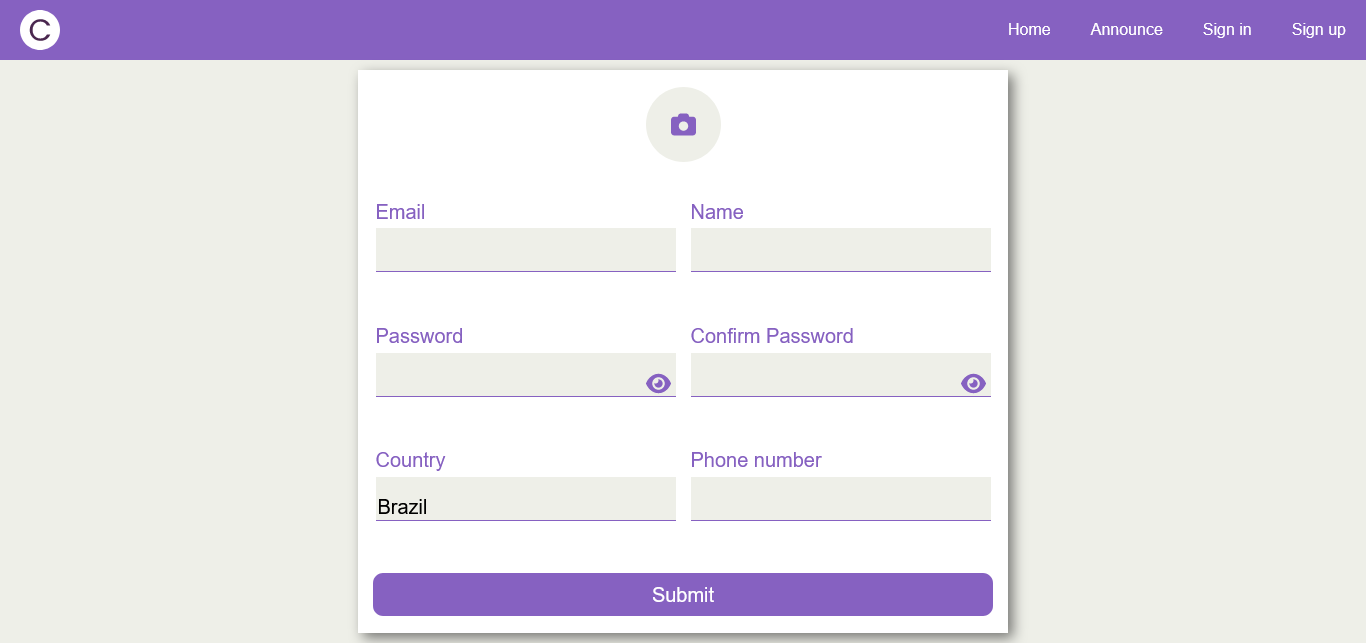 C
Home Announce Sign in Sign up
Email Name
Password Confirm Password
Country Phone number
Brazil
Submit